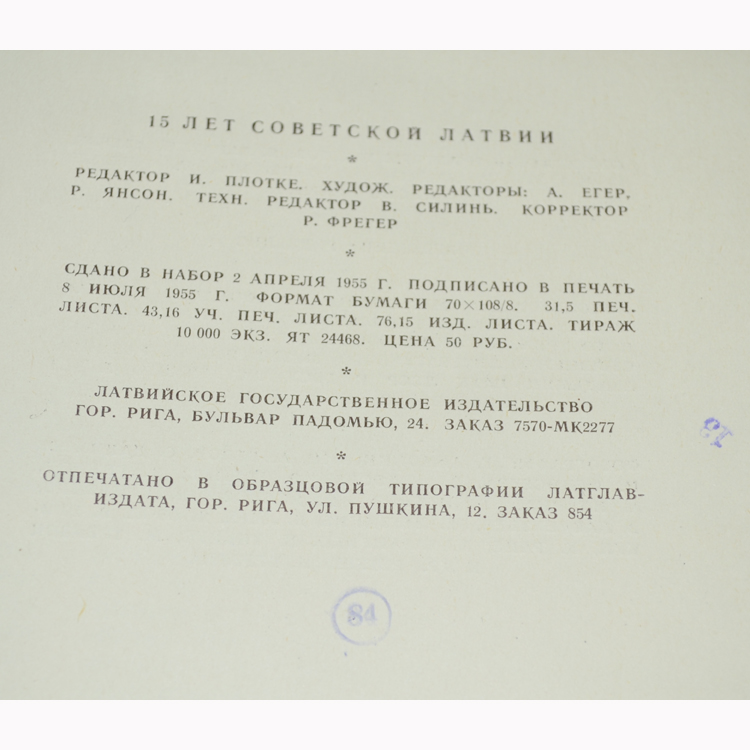 15 ЛЕТ СОВЕТСКОЙ ЛАТВИИ
*
РЕДАКТОР И. ПЛОТКЕ. ХУДОЖ. РЕДАКТОРЫ: А. ЕГЕР,
Р. ЯНСОН. ТЕХН. РЕДАКТОР В. СИЛИНЬ. КОРРЕКТОР
Р. ФРЕГЕР
*
СДАНО В НАБОР 2 АПРЕЛЯ 1955 Г. ПОДПИСАНО В ПЕЧАТЬ
8 ИЮЛЯ 1955 Г. ФОРМАТ БУМАГИ 70×108/8. 31,5 ПЕЧ.
ЛИСТА. 43,16 УЧ. ПЕЧ. ЛИСТА. 76,15 ИЗД. ЛИСТА. ТИРАЖ
10 000 ЭКЗ. ЯТ 24468. ЦЕНА 50 РУБ.
*
ЛАТВИЙСКОЕ ГОСУДАРСТВЕННОЕ ИЗДАТЕЛЬСТВО
ГОР. РИГА, БУЛЬВАР ПАДОМЬЮ, 24. ЗАКАЗ 7570-МК2277
*
ОТПЕЧАТАНО В ОБРАЗЦОВОЙ ТИПОГРАФИИ ЛАТГЛАВ-
ИЗДАТА, ГОР. РИГА, УЛ. ПУШКИНА, 12. ЗАКАЗ 854